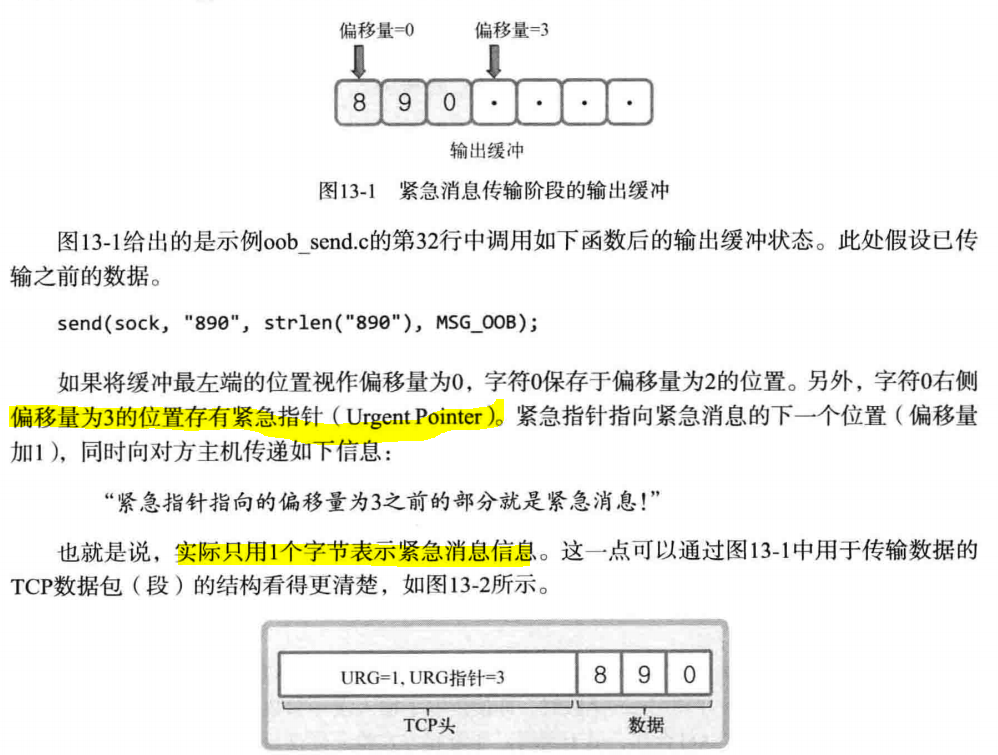 偏移量=0 偏移量=3
8 9 0 · · · ·
输出缓冲
图13-1 紧急消息传输阶段的输出缓冲
图13-1给出的是示例oob_send.c的第32行中调用如下函数后的输出缓冲状态。此处假设已传
输之前的数据。
send(sock, "890", strlen("890"), MSG_OOB);
如果将缓冲最左端的位置视作偏移量为0，字符0保存于偏移量为2的位置。另外，字符0右侧
偏移量为3的位置存有紧急指针（Urgent Pointer）。紧急指针指向紧急消息的下一个位置（偏移量
加1），同时向对方主机传递如下信息：
“紧急指针指向的偏移量为3之前的部分就是紧急消息！”
也就是说，实际只用1个字节表示紧急消息信息。这一点可以通过图13-1中用于传输数据的
TCP数据包（段）的结构看得更清楚，如图13-2所示。
URG=1, URG指针=3 8 9 0
TCP头 数据